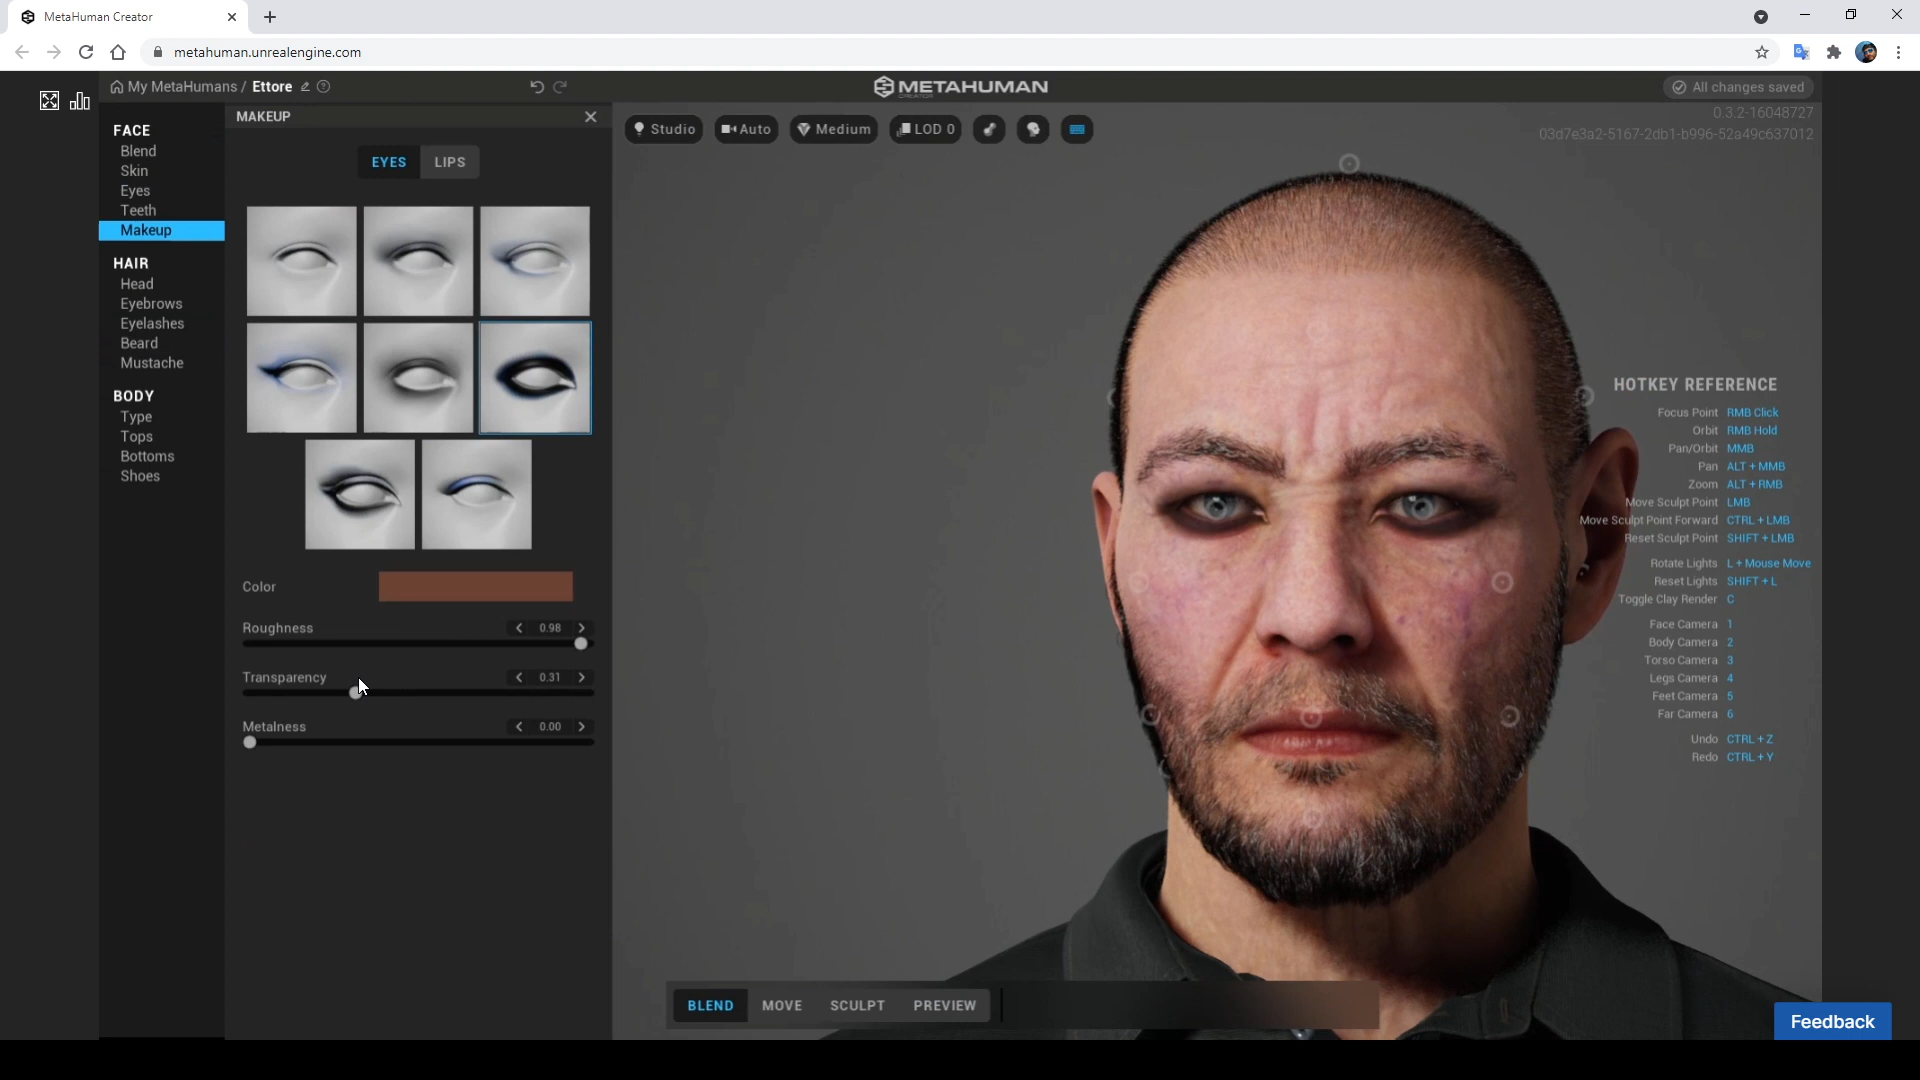 MetaHuman Creator
metahuman.unrealengine.com
My MetaHumans / Ettore
METAHUMAN
CREATOR
All changes saved
0.3.2-16048727
03d7e3a2-5167-2db1-b996-52a49c637012
FACE
Blend
Skin
Eyes
Teeth
Makeup
HAIR
Head
Eyebrows
Eyelashes
Beard
Mustache
BODY
Type
Tops
Bottoms
Shoes
MAKEUP
EYES LIPS
Color
Roughness 0.98
Transparency 0.31
Metalness 0.00
Studio Auto Medium LOD 0
HOTKEY REFERENCE
Focus Point RMB Click
Orbit RMB Hold
Pan/Orbit MMB
Pan ALT + MMB
Zoom ALT + RMB
Move Sculpt Point LMB
Move Sculpt Point Forward CTRL + LMB
Reset Sculpt Point SHIFT + LMB
Rotate Lights L + Mouse Move
Reset Lights SHIFT + L
Toggle Clay Render C
Face Camera 1
Body Camera 2
Torso Camera 3
Legs Camera 4
Feet Camera 5
Far Camera 6
Undo CTRL + Z
Redo CTRL + Y
BLEND MOVE SCULPT PREVIEW
Feedback